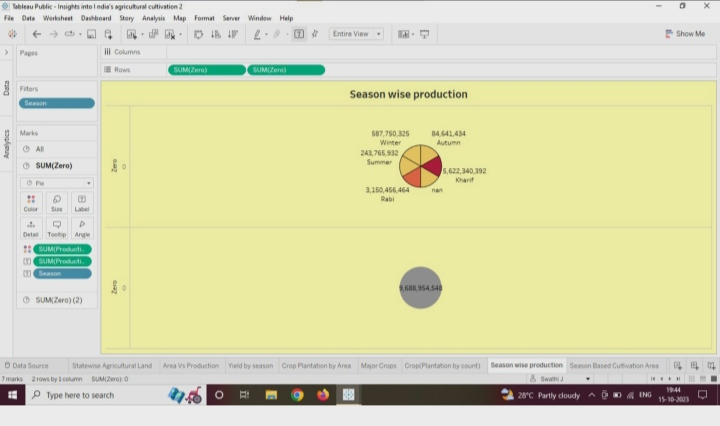 Tableau Public - Insights into I ndia's agricultural cultivation 2
File Data Worksheet Dashboard Story Analysis Map Format Server Window Help
Entire View
Show Me
Pages
Columns
Rows SUM(Zero) SUM(Zero)
Data
Analytics
Filters
Season
Season wise production
Marks
All
SUM(Zero)
Pie
Color Size Label
Detail Tooltip Angle
SUM(Producti..
SUM(Producti..
Season
SUM(Zero) (2)
Zero
0
587,750,325
Winter
84,641,434
Autumn
243,765,932
Summer
5,622,340,392
Kharif
3,150,456,464
Rabi
nan
Zero
0
9,688,954,548
Data Source Statewise Agricultural Land Area Vs Production Yield by season Crop Plantation by Area Major Crops Crop(Plantation by count) Season wise production Season Based Cultivation Area
7 marks 2 rows by 1 column SUM(Zero): 0
Swathi J
Type here to search
28°C Partly cloudy
ENG
19:44
15-10-2023